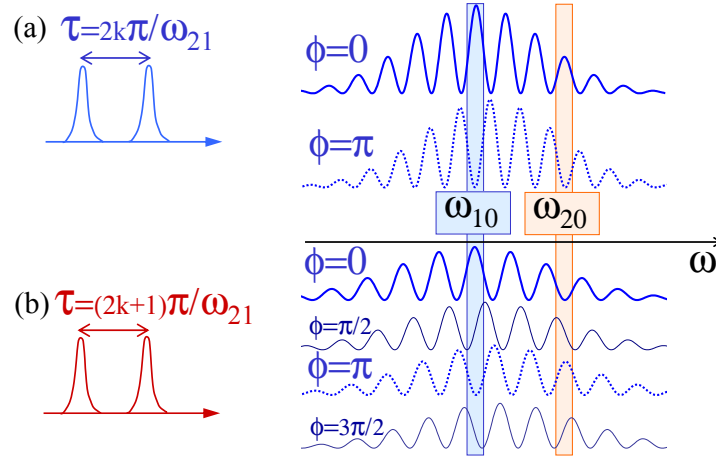 (a) τ=2kπ/ω₂₁
ϕ=0
ϕ=π
ω₁₀ ω₂₀
ω
(b) τ=(2k+1)π/ω₂₁
ϕ=0
ϕ=π/2
ϕ=π
ϕ=3π/2